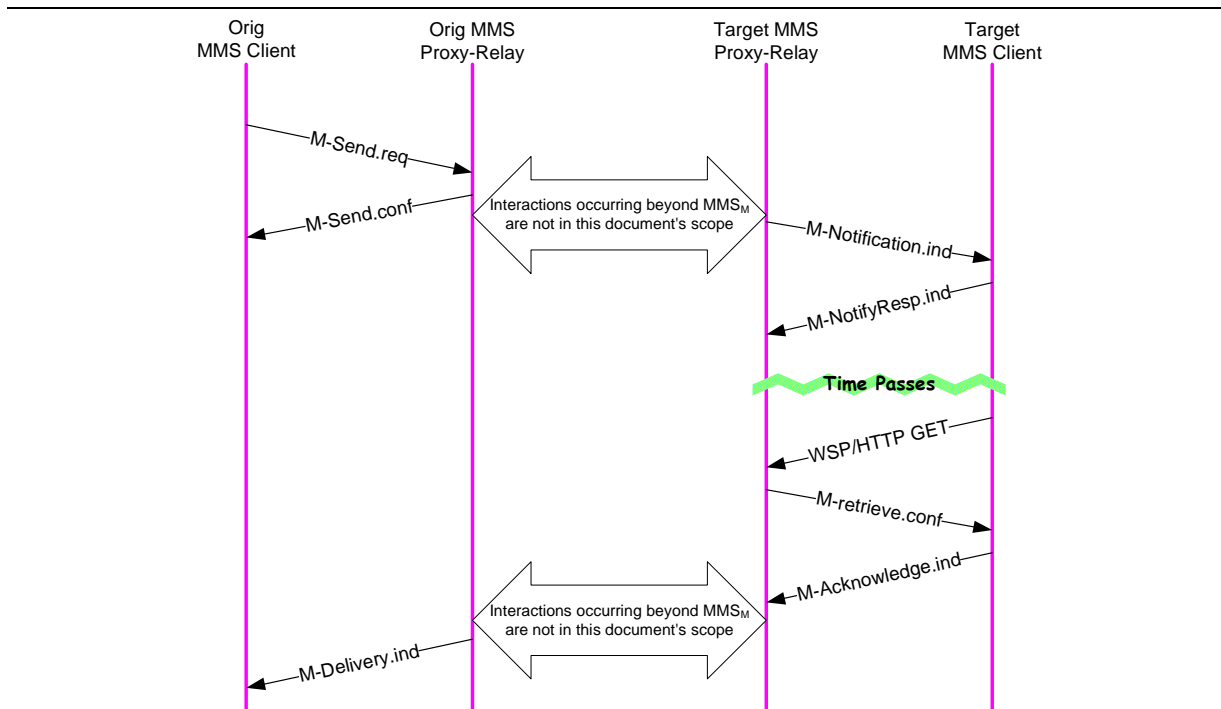 Orig
MMS Client
Orig MMS
Proxy-Relay
Target MMS
Proxy-Relay
Target
MMS Client
M-Send.req
M-Send.conf
Interactions occurring beyond MMSM
are not in this document's scope
M-Notification.ind
M-NotifyResp.ind
Time Passes
WSP/HTTP GET
M-retrieve.conf
M-Acknowledge.ind
Interactions occurring beyond MMSM
are not in this document's scope
M-Delivery.ind